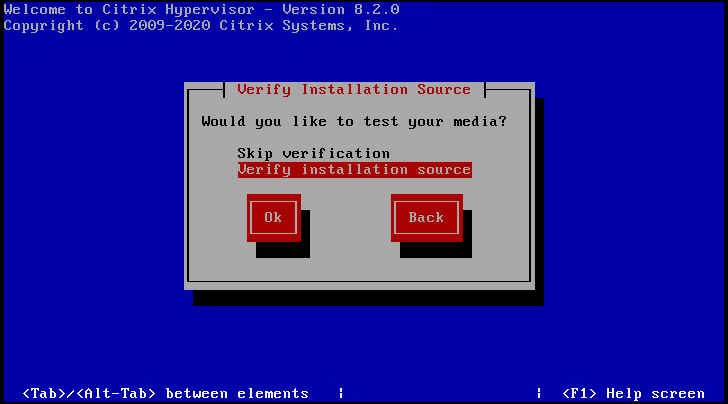 Welcome to Citrix Hypervisor - Version 8.2.0
Copyright (c) 2009-2020 Citrix Systems, Inc.
Verify Installation Source
Would you like to test your media?
Skip verification
Verify installation source
Ok Back
<Tab>/<Alt-Tab> between elements | | <F1> Help screen